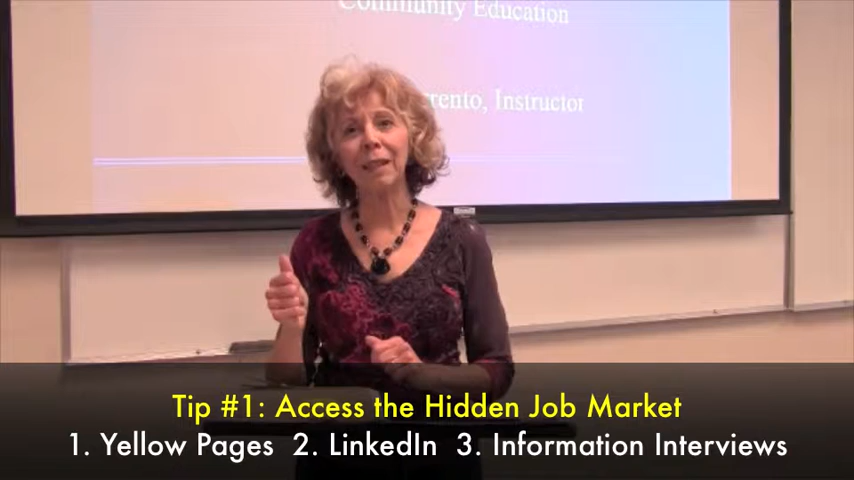 Community Education
Instructor
Tip #1: Access the Hidden Job Market
1. Yellow Pages 2. LinkedIn 3. Information Interviews